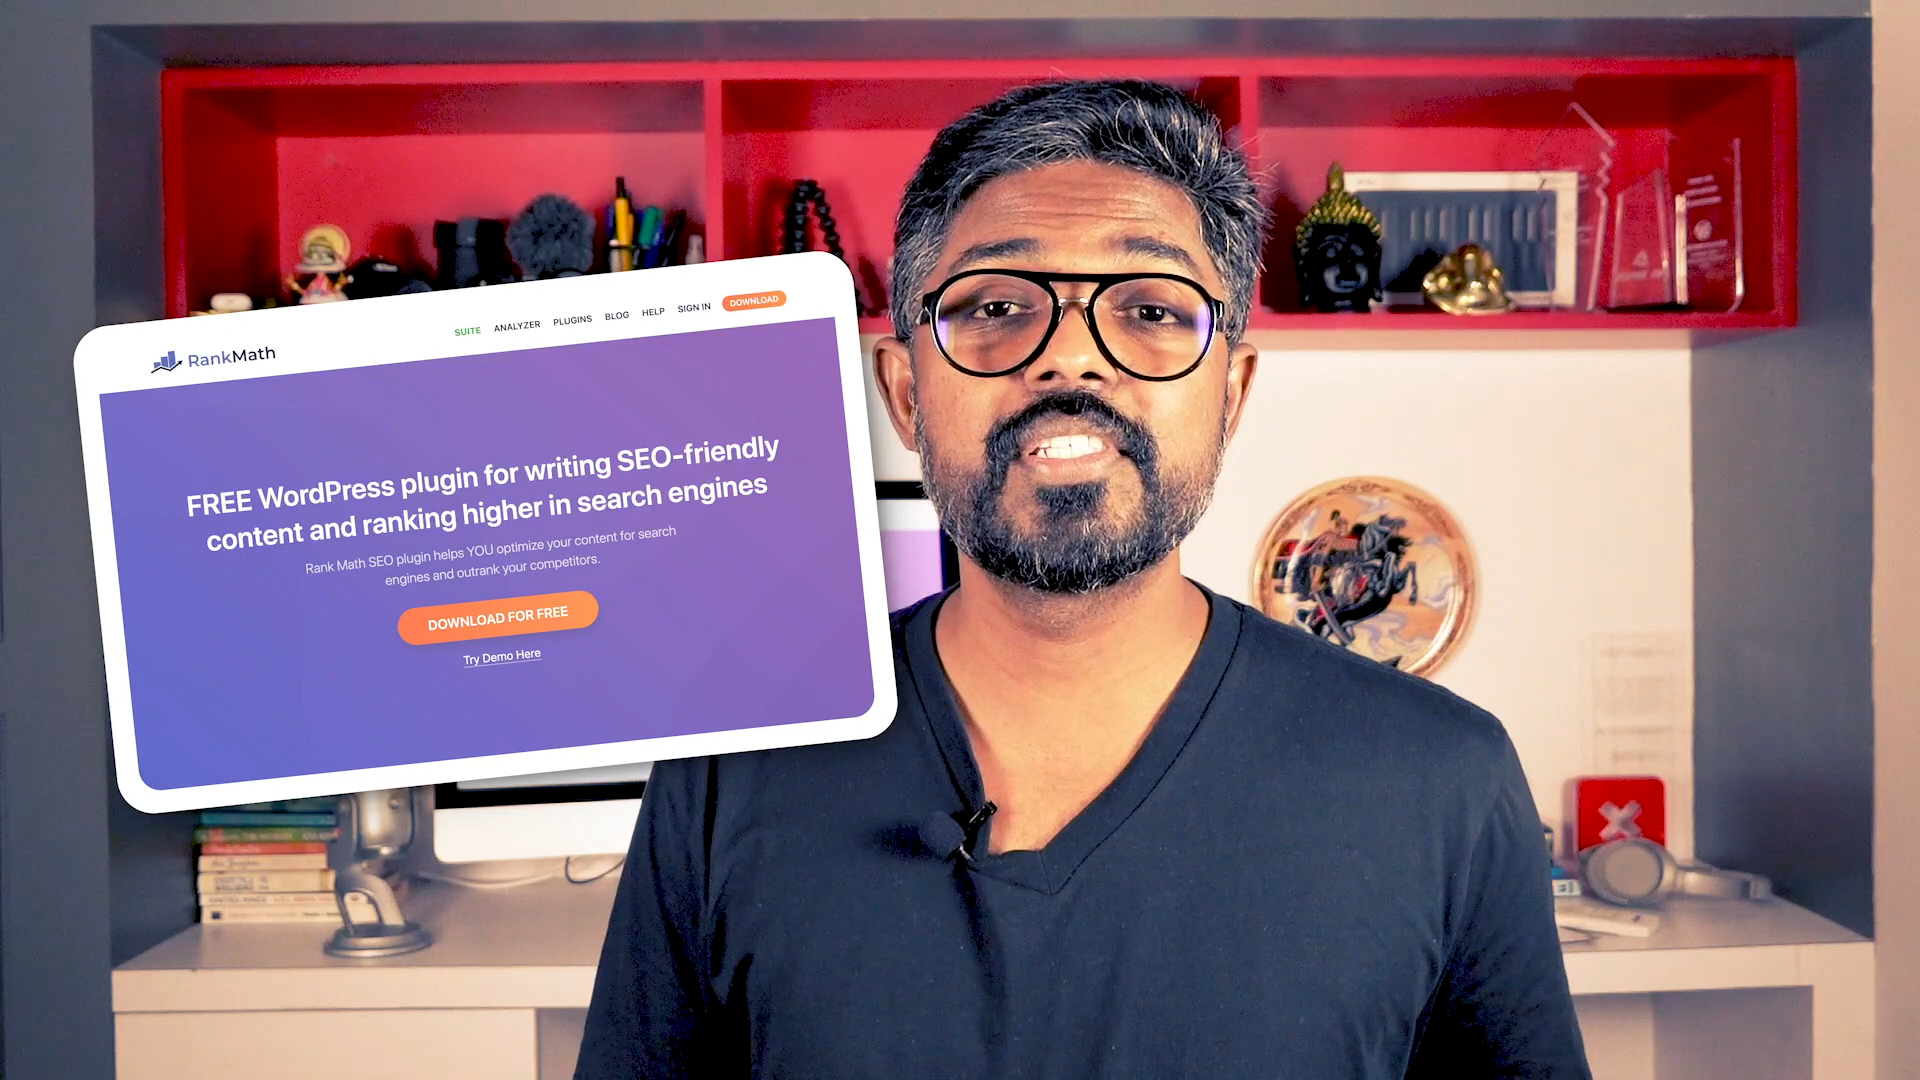 RankMath
SUITE ANALYZER PLUGINS BLOG HELP SIGN IN DOWNLOAD
FREE WordPress plugin for writing SEO-friendly
content and ranking higher in search engines
Rank Math SEO plugin helps YOU optimize your content for search
engines and outrank your competitors.
DOWNLOAD FOR FREE
Try Demo Here